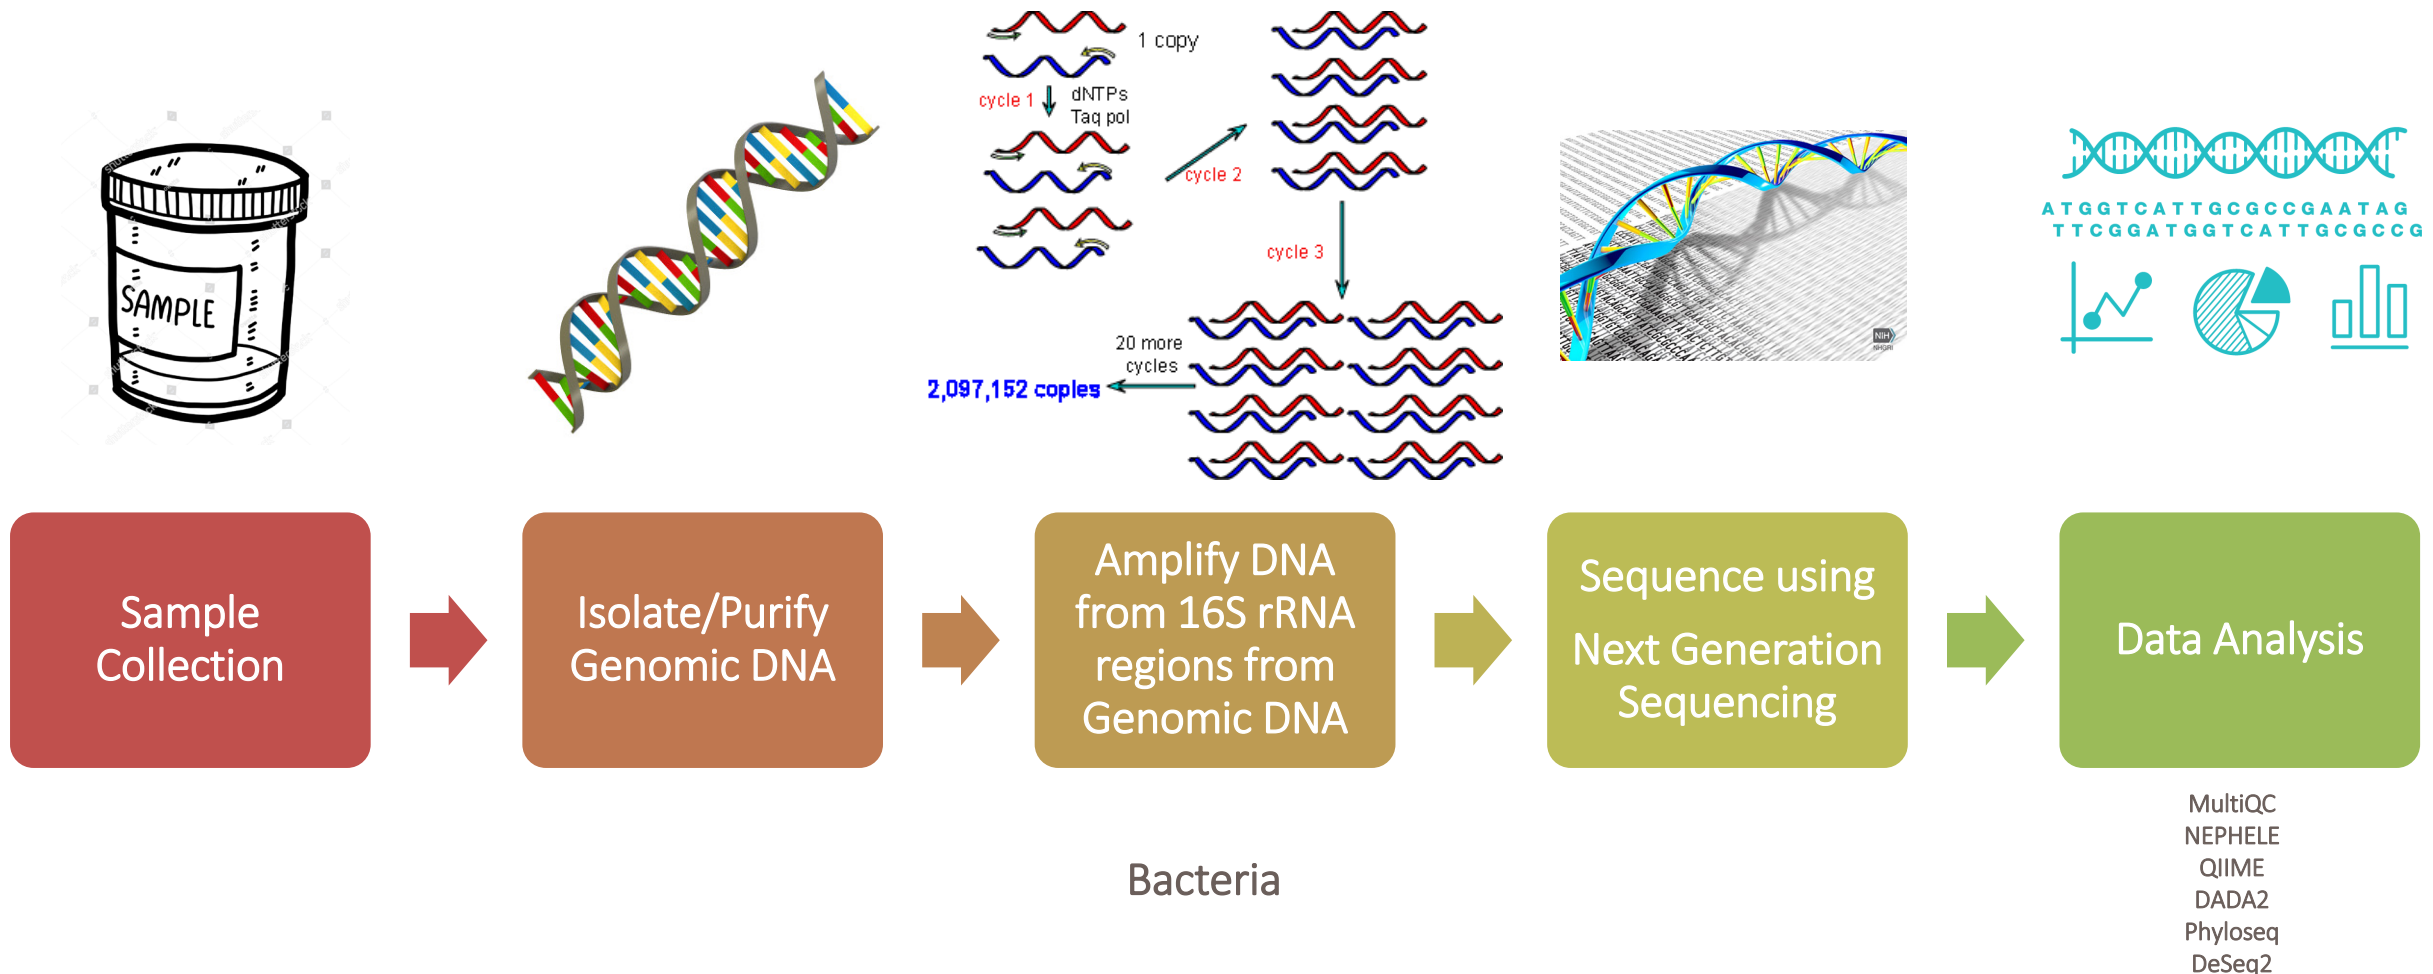 1 copy
cycle 1
dNTPs
Taq pol
cycle 2
cycle 3
20 more
cycles
2,097,152 copies
SAMPLE
NIH
NHGRI
ATGGTCATTGCGCCGAATAG
TTCGGATGGTCATTGCGCCG
Sample
Collection
Isolate/Purify
Genomic DNA
Amplify DNA
from 16S rRNA
regions from
Genomic DNA
Sequence using
Next Generation
Sequencing
Data Analysis
Bacteria
MultiQC
NEPHELE
QIIME
DADA2
Phyloseq
DeSeq2